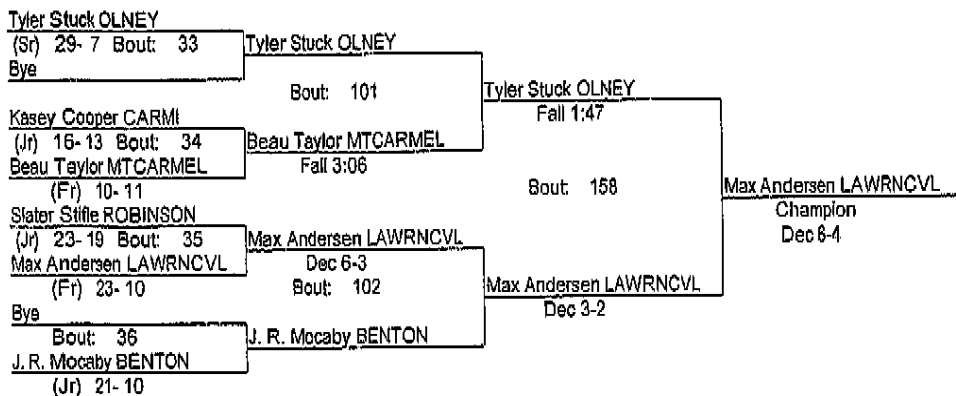 Tyler Stuck OLNEY
(Sr) 29- 7 Bout: 33
Bye
Tyler Stuck OLNEY
Bout: 101
Kasey Cooper CARMI
(Jr) 16- 13 Bout: 34
Beau Taylor MTCARMEL
(Fr) 10- 11
Beau Taylor MTCARMEL
Fall 3:06
Tyler Stuck OLNEY
Fall 1:47
Bout: 158
Slater Stifle ROBINSON
(Jr) 23- 19 Bout: 35
Max Andersen LAWRNCVL
(Fr) 23- 10
Max Andersen LAWRNCVL
Dec 6-3
Bout: 102
Bye
Bout: 36
J. R. Mocaby BENTON
(Jr) 21- 10
J. R. Mocaby BENTON
Max Andersen LAWRNCVL
Dec 3-2
Max Andersen LAWRNCVL
Champion
Dec 6-4